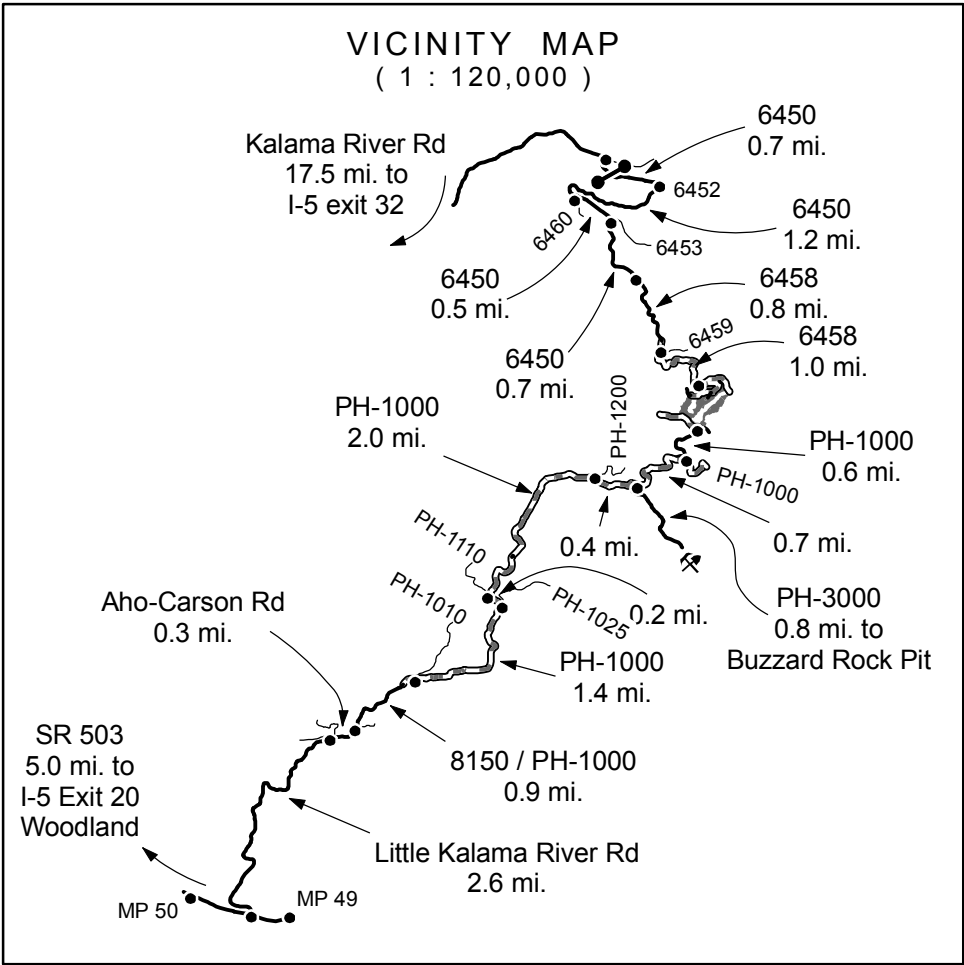 VICINITY MAP
( 1 : 120,000 )
Kalama River Rd
17.5 mi. to
I-5 exit 32
6450
0.7 mi.
6452
6450
1.2 mi.
6460
6453
6450
0.5 mi.
6458
0.8 mi.
6459
6458
1.0 mi.
6450
0.7 mi.
PH-1000
2.0 mi.
PH-1200
PH-1000
0.6 mi.
PH-1000
0.7 mi.
0.4 mi.
PH-1110
PH-1010
PH-1025
0.2 mi.
PH-3000
0.8 mi. to
Buzzard Rock Pit
Aho-Carson Rd
0.3 mi.
PH-1000
1.4 mi.
SR 503
5.0 mi. to
I-5 Exit 20
Woodland
8150 / PH-1000
0.9 mi.
Little Kalama River Rd
2.6 mi.
MP 50
MP 49